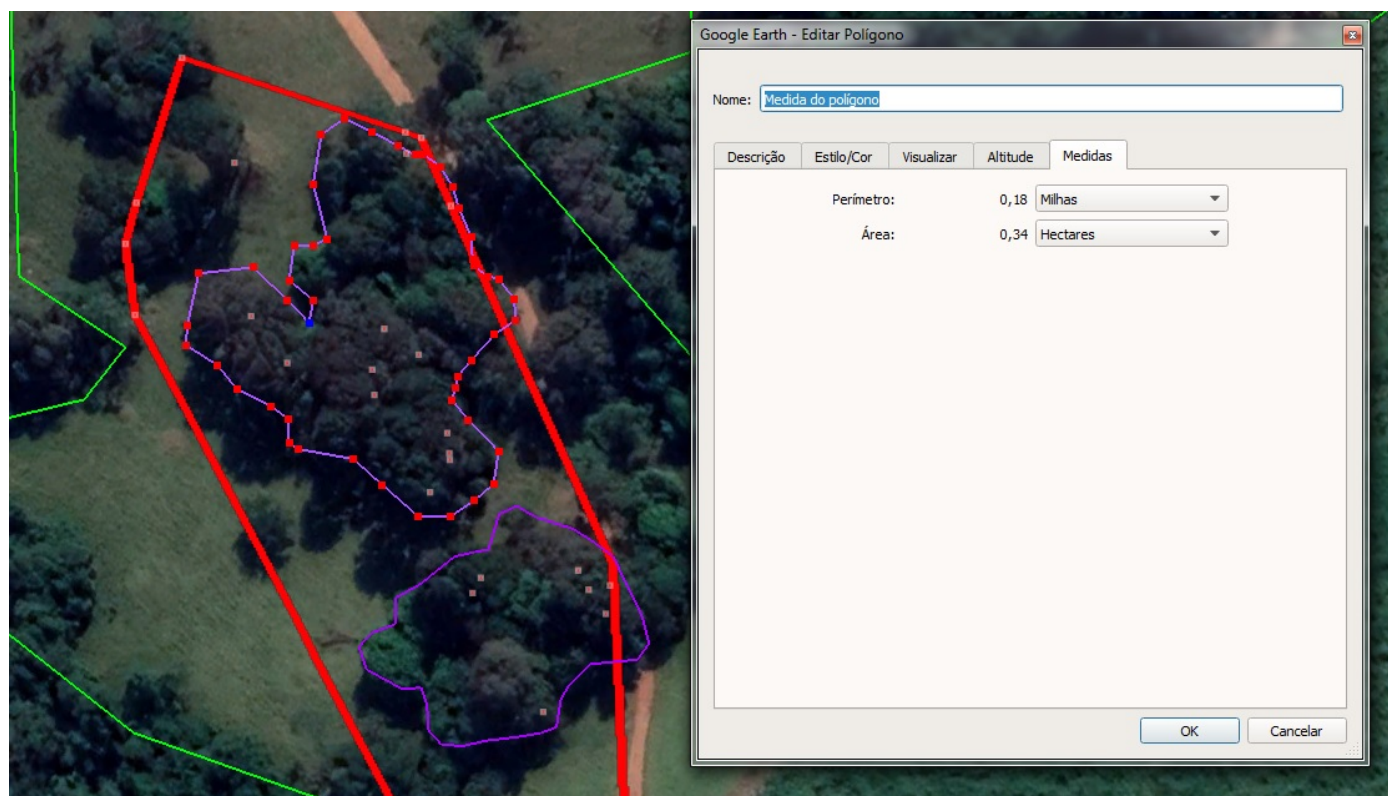 Google Earth - Editar Polígono
Nome: Medida do polígono
Descrição Estilo/Cor Visualizar Altitude Medidas
Perímetro: 0,18 Milhas
Área: 0,34 Hectares
OK Cancelar